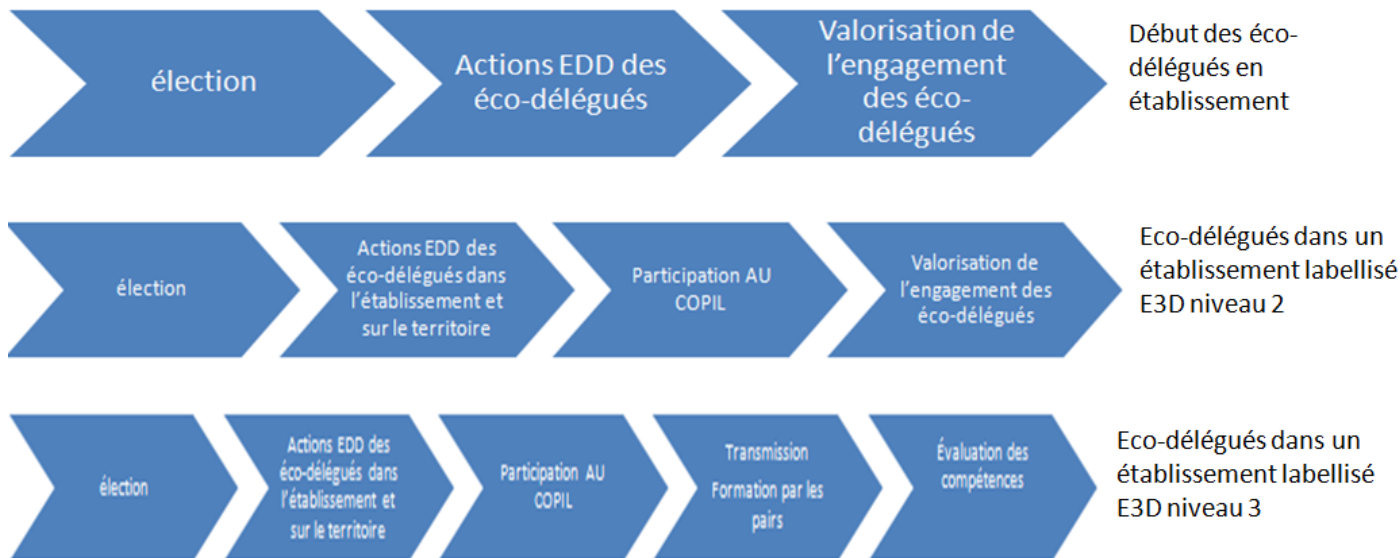 élection
Actions EDD des
éco-délégués
Valorisation de
l'engagement
des éco-
délégués
Début des éco-
délégués en
établissement
élection
Actions EDD des
éco-délégués dans
l'établissement et
sur le territoire
Participation AU
COPIL
Valorisation de
l'engagement des
éco-délégués
Eco-délégués dans un
établissement labellisé
E3D niveau 2
élection
Actions EDD des
éco-délégués dans
l'établissement et
sur le territoire
Participation AU
COPIL
Transmission
Formation par les
pairs
Évaluation des
compétences
Eco-délégués dans un
établissement labellisé
E3D niveau 3